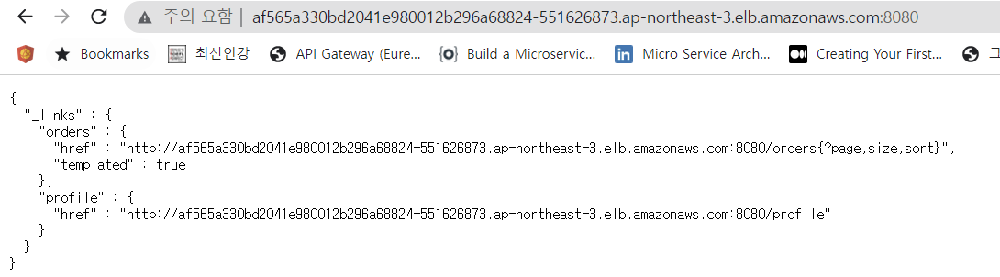 주의 요함 | af565a330bd2041e980012b296a68824-551626873.ap-northeast-3.elb.amazonaws.com:8080
Bookmarks 최선인강 API Gateway (Eure... Build a Microservic... Micro Service Arch... Creating Your First... 그
{
"_links" : {
"orders" : {
"href" : "http://af565a330bd2041e980012b296a68824-551626873.ap-northeast-3.elb.amazonaws.com:8080/orders{?page,size,sort}",
"templated" : true
},
"profile" : {
"href" : "http://af565a330bd2041e980012b296a68824-551626873.ap-northeast-3.elb.amazonaws.com:8080/profile"
}
}
}